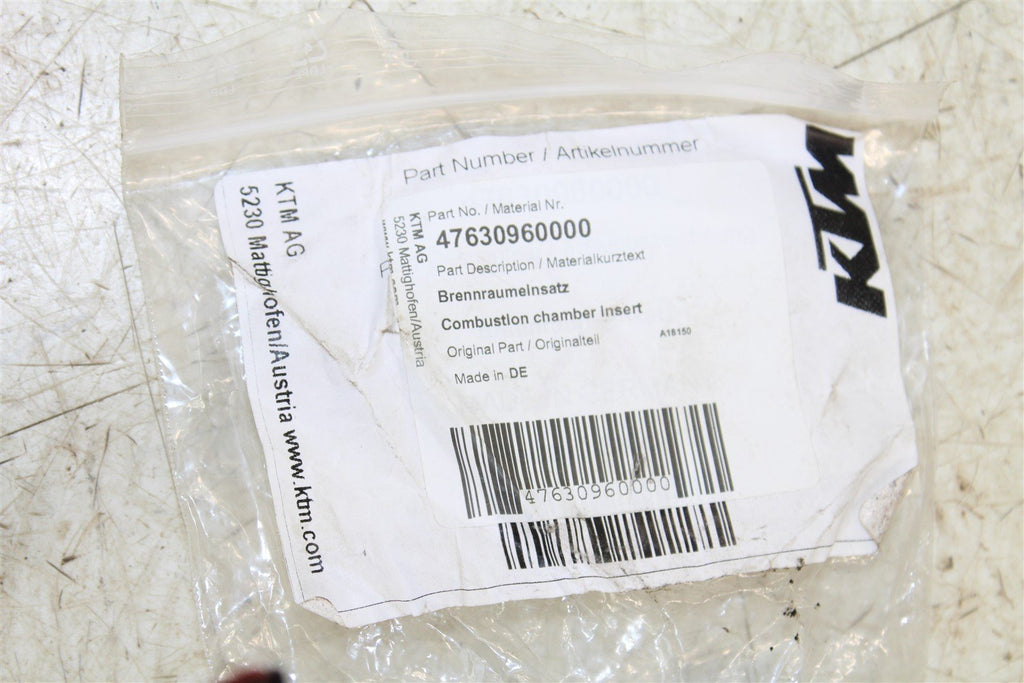 Part Number / Artikelnummer
KTM
KTM AG
5230 Mattighofen/Austria www.ktm.com
KTM AG
5230 Mattighofen/Austria
Part No. / Material Nr.
47630960000
Part Description / Materialkurztext
Brennraumeinsatz
Combustion chamber insert
Original Part / Originalteil
A18150
Made in DE
47630960000